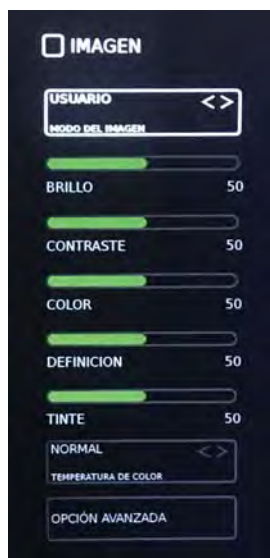 IMAGEN
USUARIO < >
MODO DEL IMAGEN
BRILLO 50
CONTRASTE 50
COLOR 50
DEFINICION 50
TINTE 50
NORMAL < >
TEMPERATURA DE COLOR
OPCIÓN AVANZADA